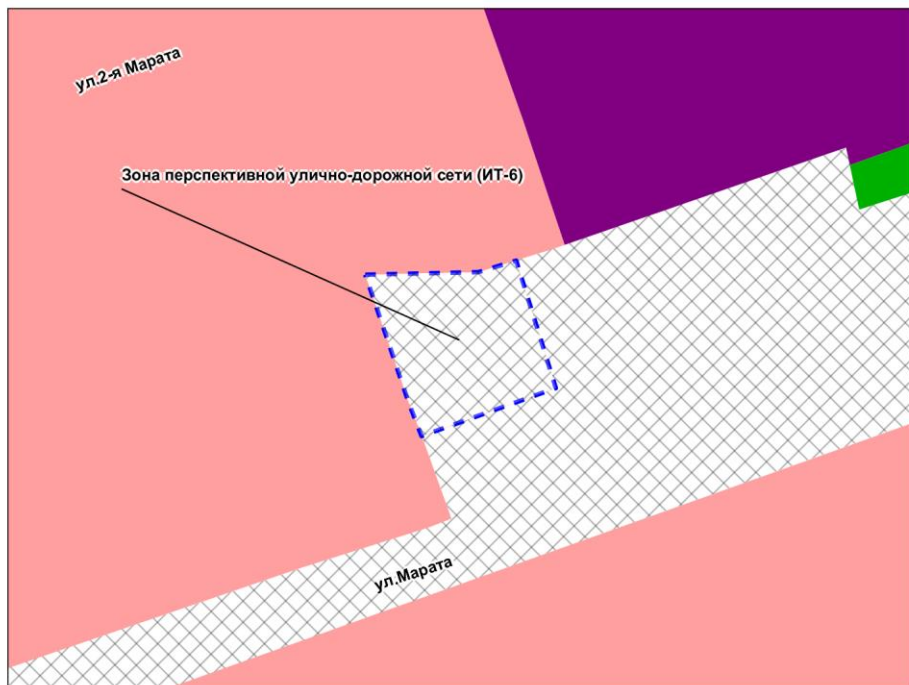 ул.2-я Марата
Зона перспективной улично-дорожной сети (ИТ-6)
ул.Марата